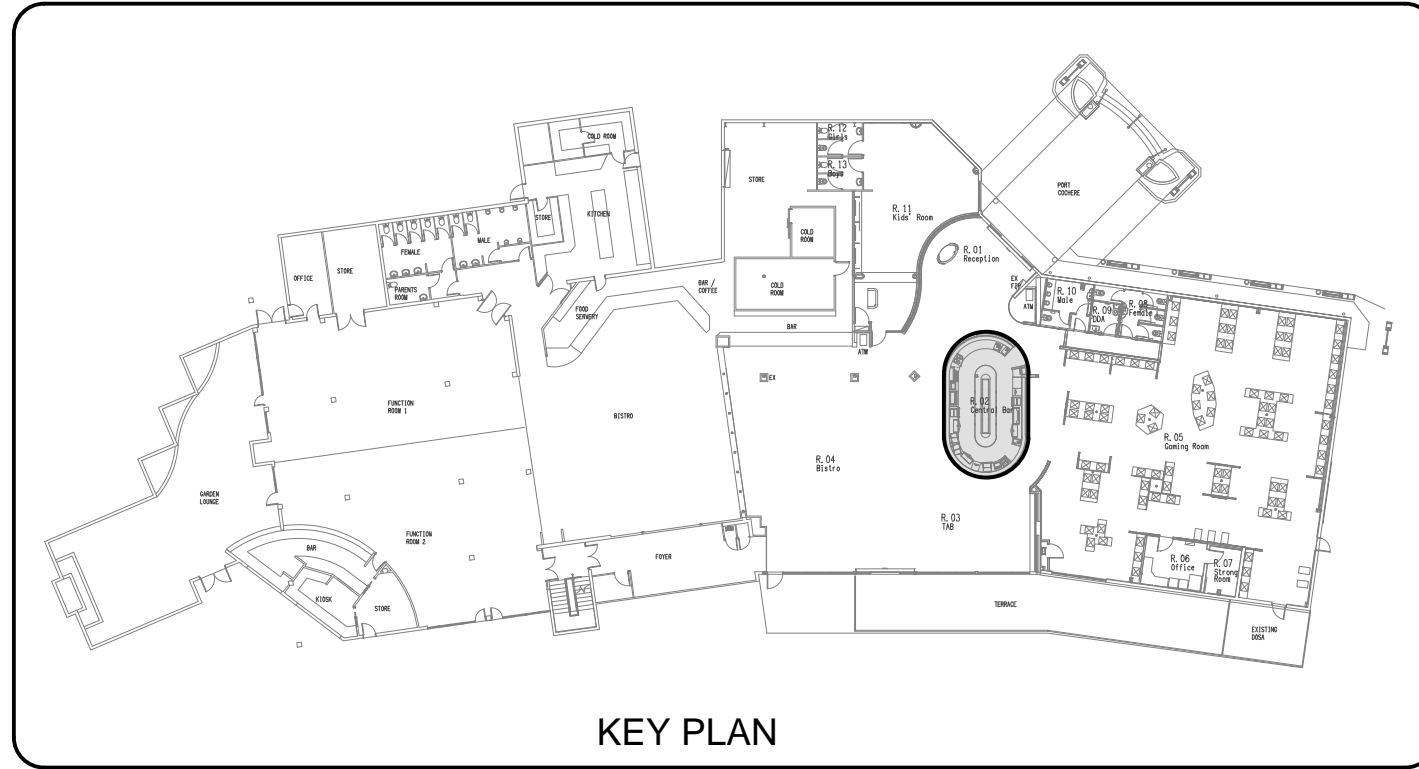 COLD ROOM
R.12
Girls
R.13
Boys
STORE
PORT
COCHERE
R.11
Kids' Room
STORE
KITCHEN
COLD
ROOM
FEMALE
MALE
R.01
Reception
OFFICE
STORE
PARENTS
ROOM
BAR /
COFFEE
COLD
ROOM
EX
FIP
R.10
Male
R.09
DDA
R.08
Female
ATM
FOOD
SERVERY
BAR
ATM
EX
FUNCTION
ROOM 1
BISTRO
R.02
Central Bar
R.05
Gaming Room
R.04
Bistro
GARDEN
LOUNGE
R.03
TAB
FUNCTION
ROOM 2
BAR
FOYER
R.06
Office
R.07
Strong
Room
KIOSK
STORE
TERRACE
EXISTING
DOSA
KEY PLAN